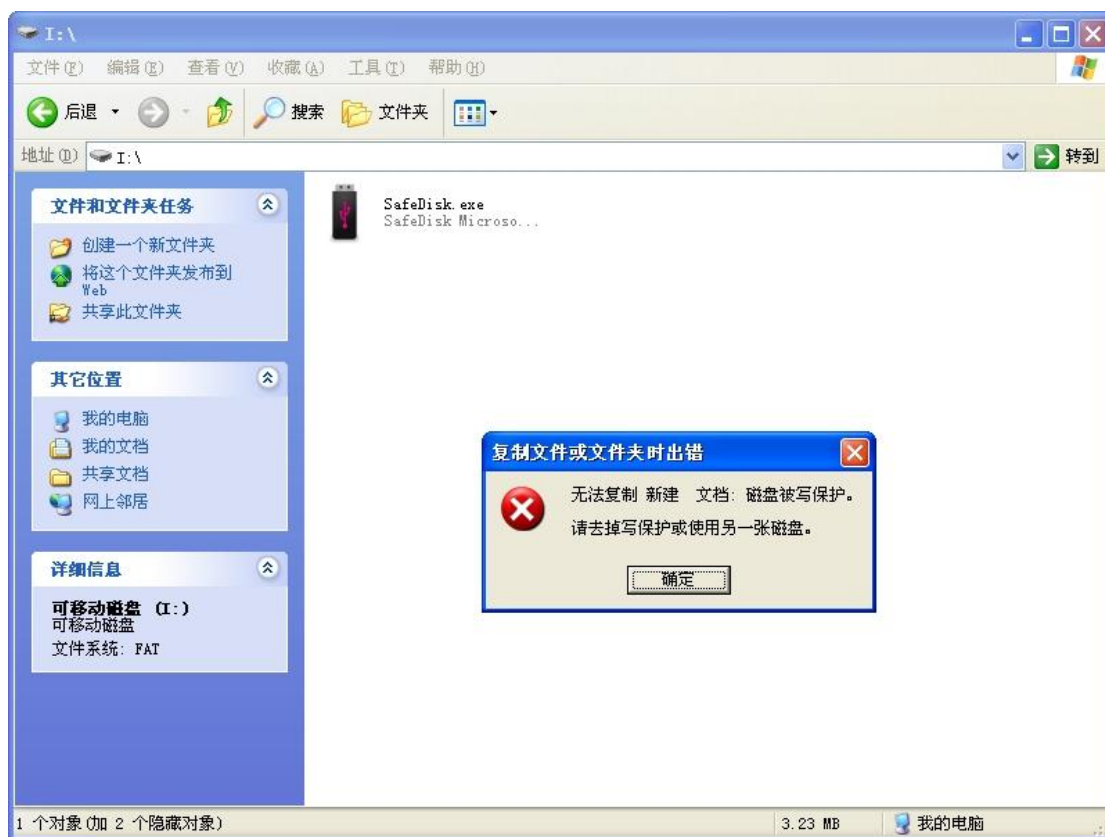 I:\
文件(F) 编辑(E) 查看(V) 收藏(A) 工具(T) 帮助(H)
后退 搜索 文件夹
地址(D) I:\ 转到
文件和文件夹任务
创建一个新文件夹
将这个文件夹发布到
Web
共享此文件夹
其它位置
我的电脑
我的文档
共享文档
网上邻居
详细信息
可移动磁盘 (I:)
可移动磁盘
文件系统: FAT
SafeDisk.exe
SafeDisk Microso...
复制文件或文件夹时出错
无法复制 新建 文档: 磁盘被写保护。
请去掉写保护或使用另一张磁盘。
确定
1 个对象(加 2 个隐藏对象) 3.23 MB 我的电脑